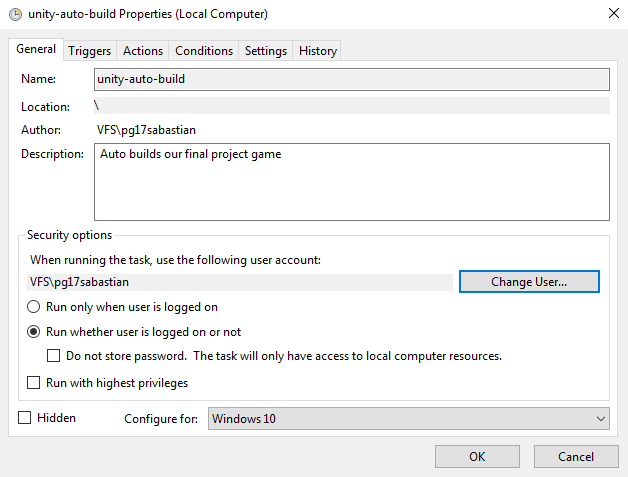 unity-auto-build Properties (Local Computer)
General Triggers Actions Conditions Settings History
Name: unity-auto-build
Location: \
Author: VFS\pg17sabastian
Description: Auto builds our final project game
Security options
When running the task, use the following user account:
VFS\pg17sabastian Change User...
Run only when user is logged on
Run whether user is logged on or not
Do not store password. The task will only have access to local computer resources.
Run with highest privileges
Hidden Configure for: Windows 10
OK Cancel